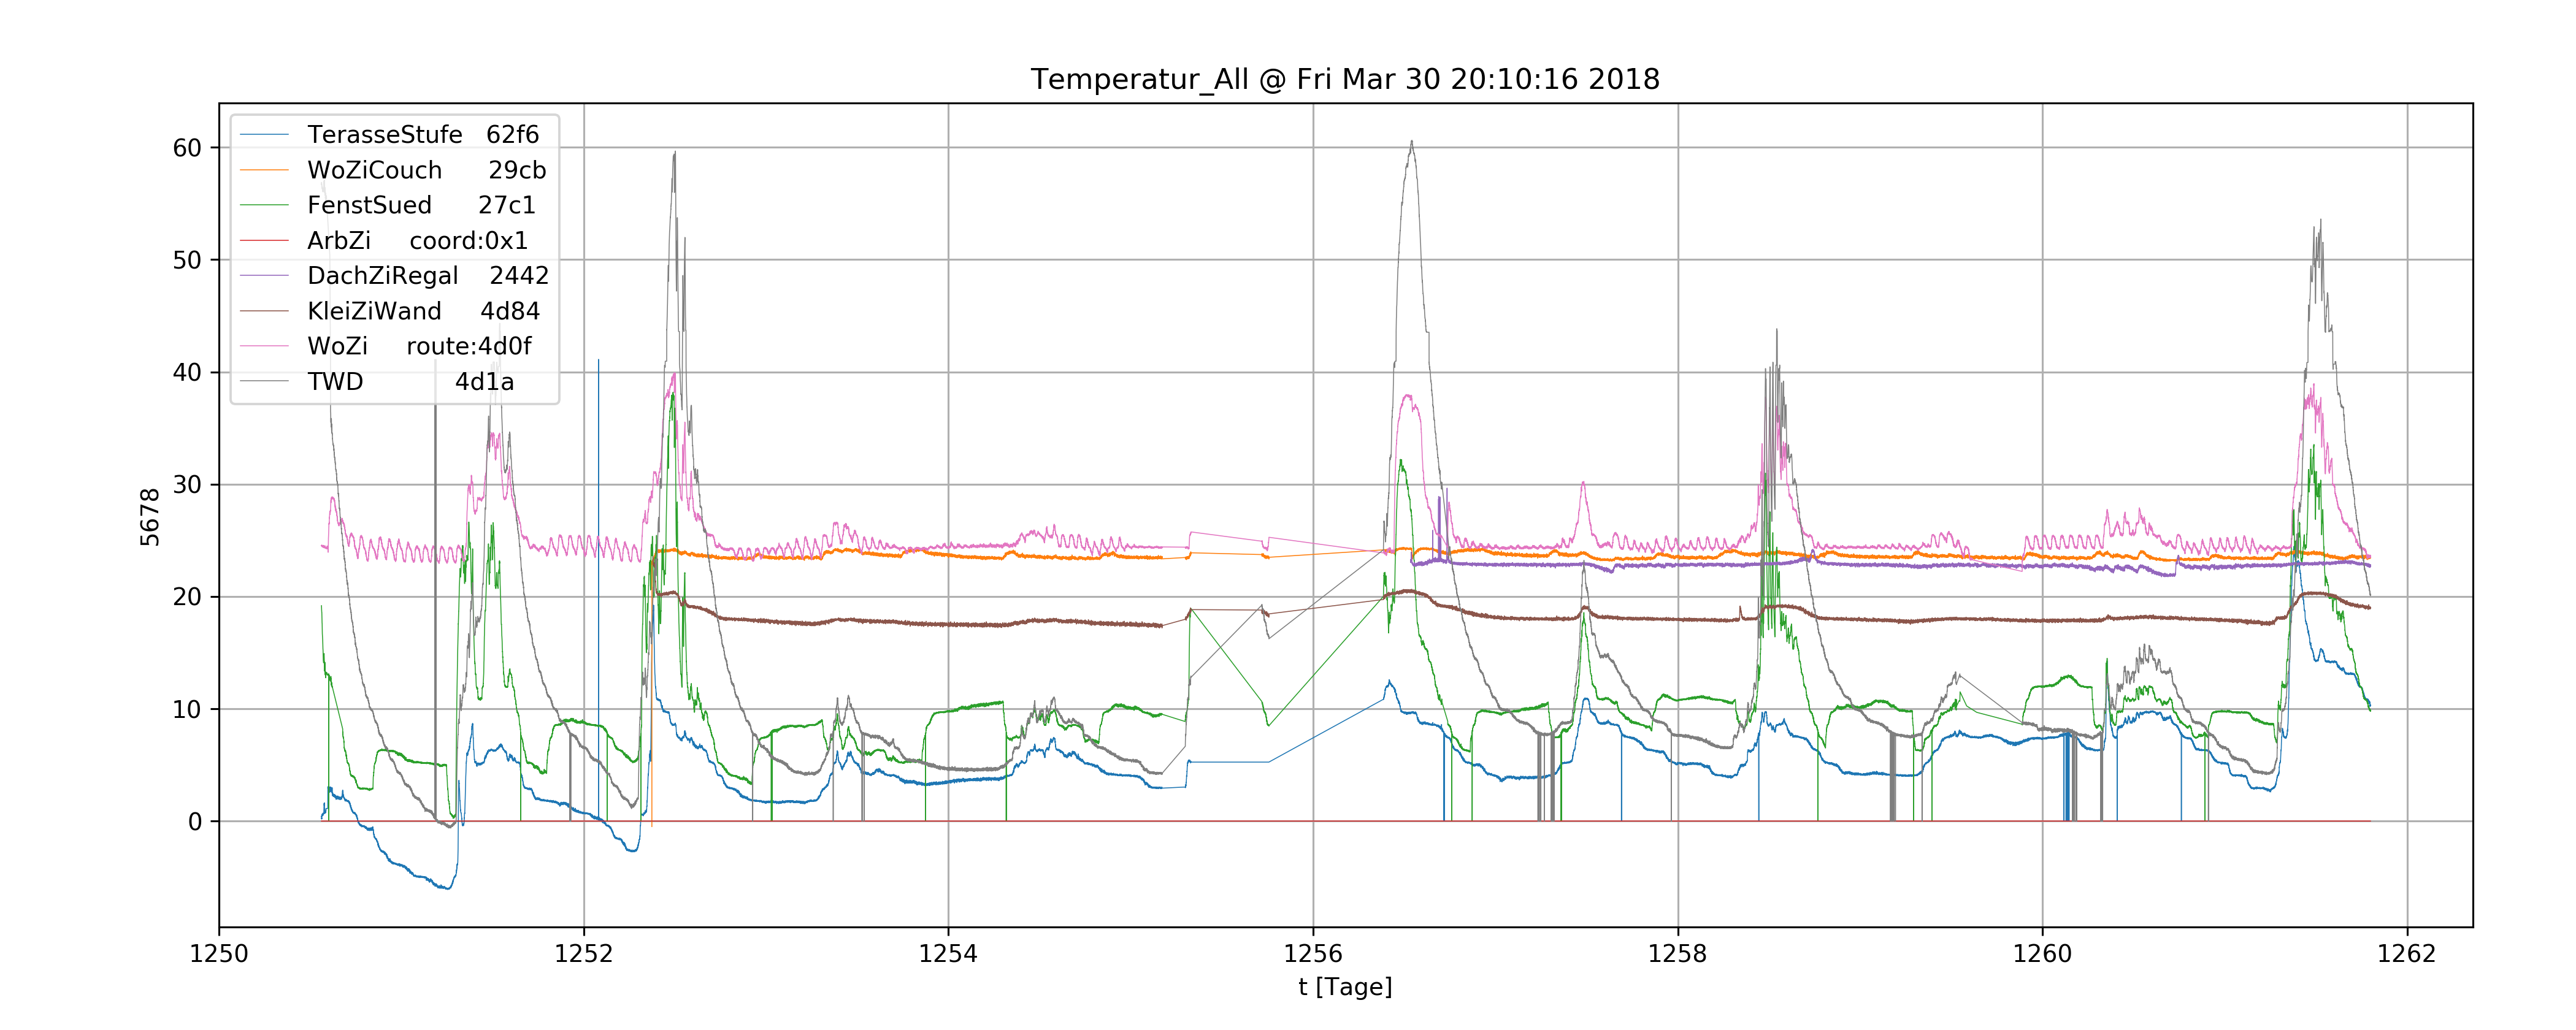 Temperatur_All @ Fri Mar 30 20:10:16 2018
TerasseStufe 62f6
WoZiCouch 29cb
FenstSued 27c1
ArbZi coord:0x1
DachZiRegal 2442
KleiZiWand 4d84
WoZi route:4d0f
TWD 4d1a
60
50
40
30
20
10
0
5678
1250 1252 1254 1256 1258 1260 1262
t [Tage]